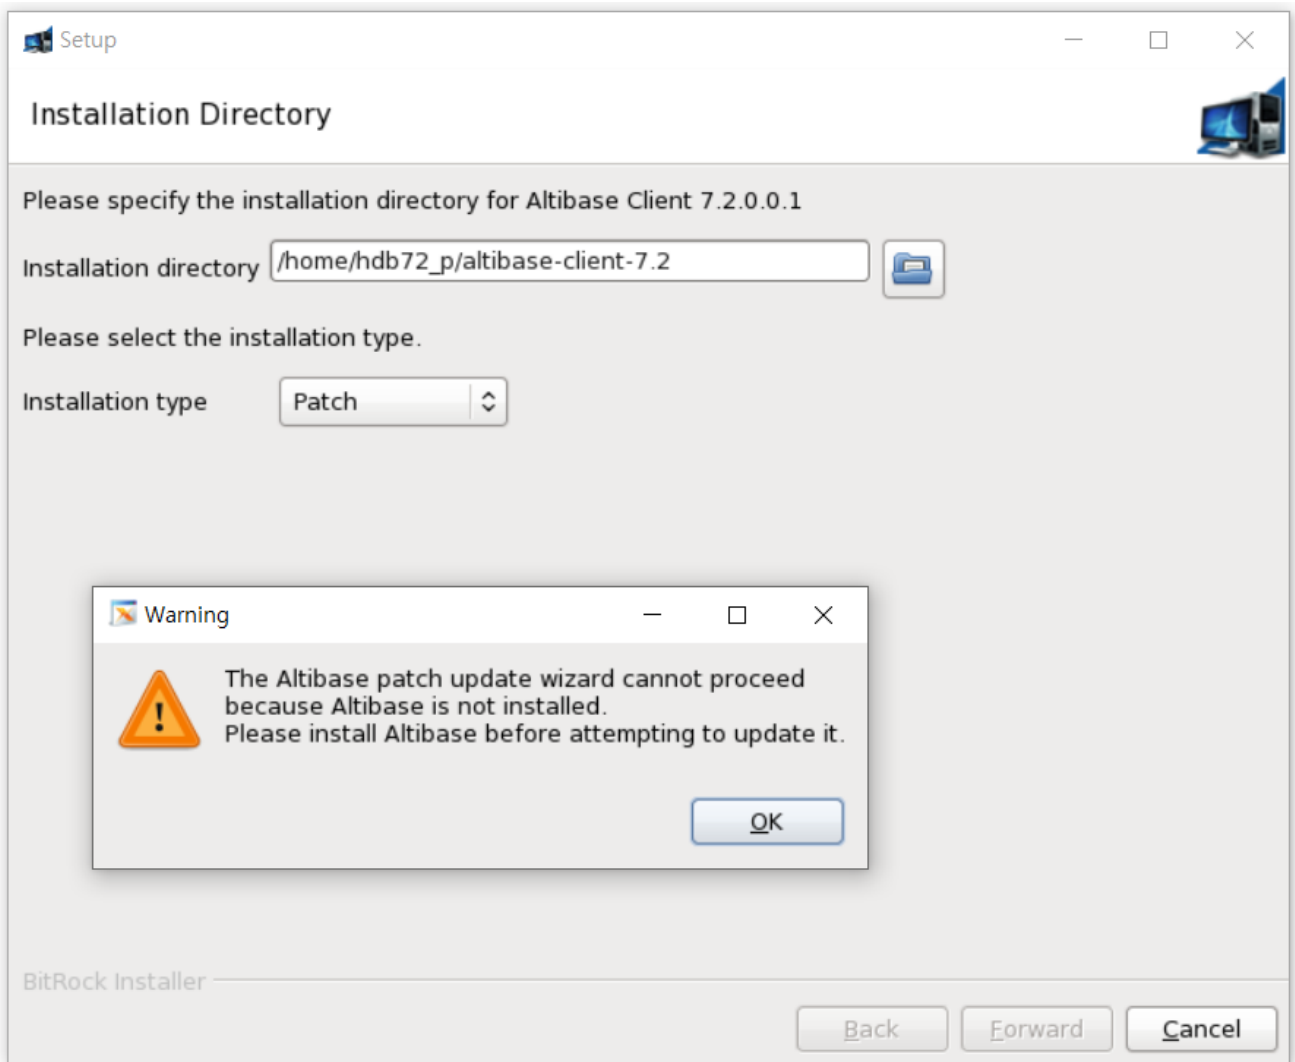 Setup
Installation Directory
Please specify the installation directory for Altibase Client 7.2.0.0.1
Installation directory /home/hdb72_p/altibase-client-7.2
Please select the installation type.
Installation type Patch
Warning
The Altibase patch update wizard cannot proceed
because Altibase is not installed.
Please install Altibase before attempting to update it.
OK
BitRock Installer
Back Forward Cancel